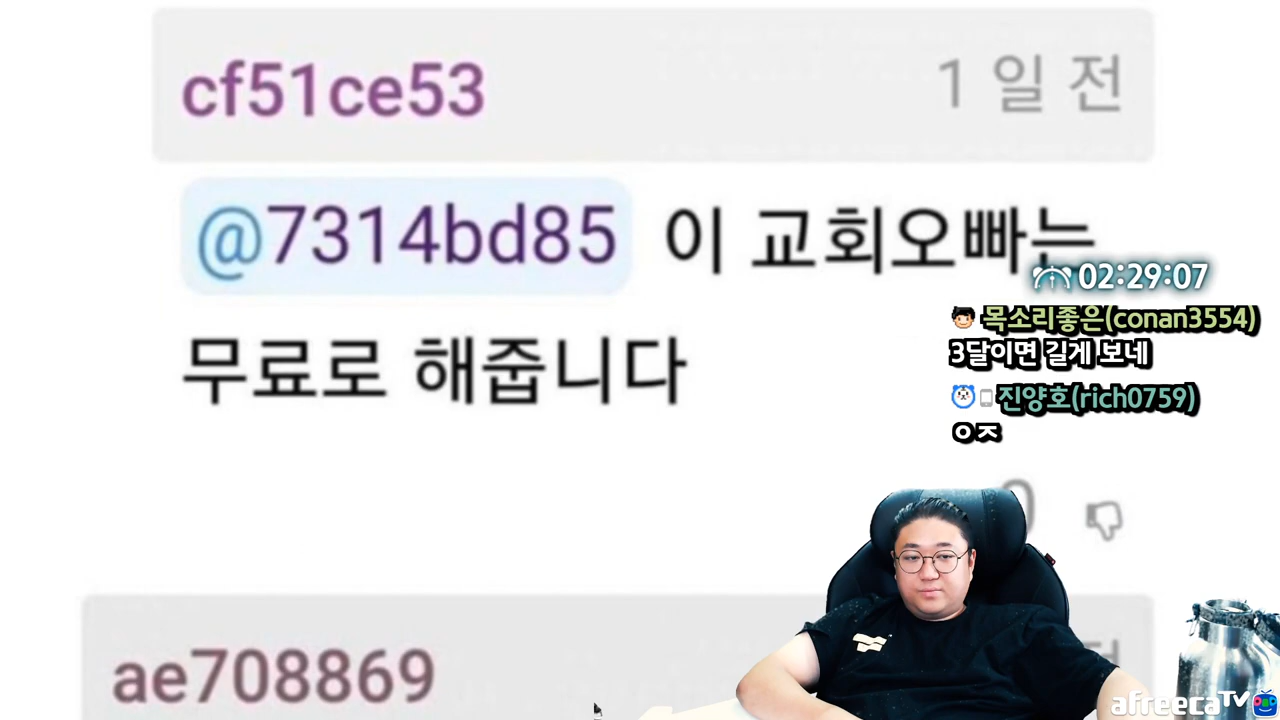 cf51ce53
1 일 전
@7314bd85 이 교회오빠는
02:29:07
무료로 해줍니다
목소리좋은(conan3554)
3달이면 길게 보네
진양호(rich0759)
ㅇㅈ
0
ae708869
전
afreecaTV